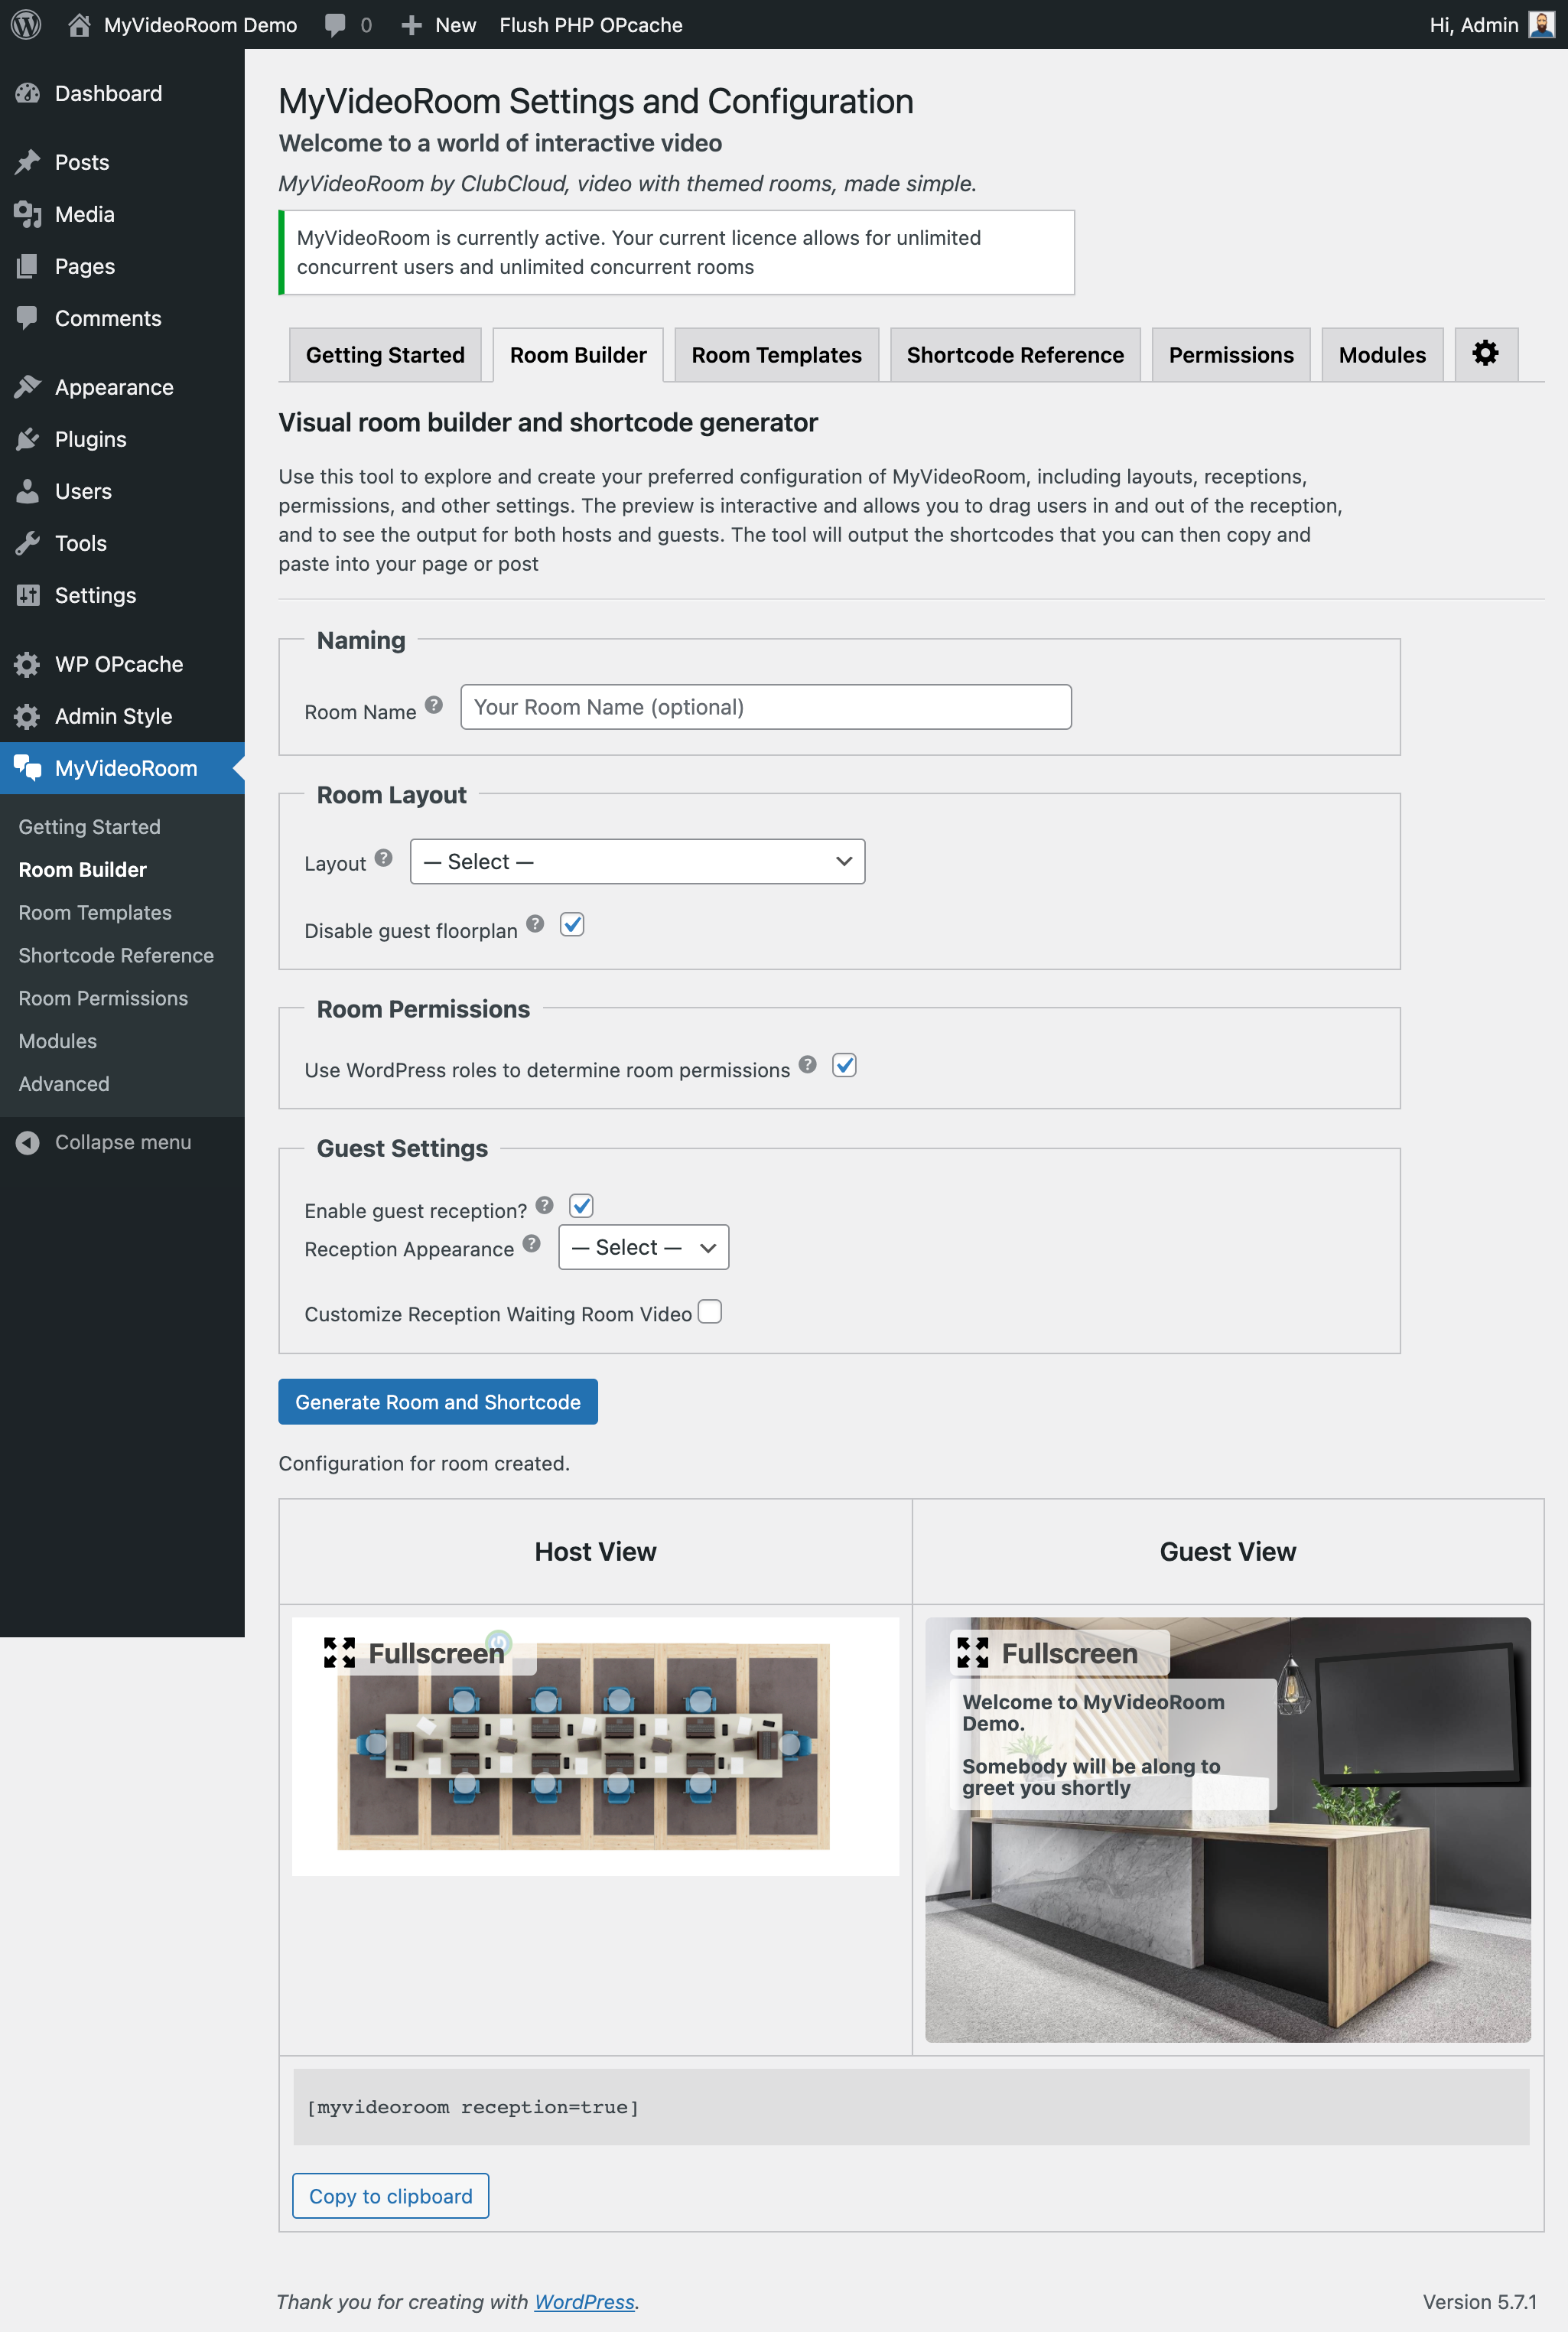 MyVideoRoom Demo 0 New Flush PHP OPcache Hi, Admin
Dashboard
Posts
Media
Pages
Comments
Appearance
Plugins
Users
Tools
Settings
WP OPcache
Admin Style
MyVideoRoom
Getting Started
Room Builder
Room Templates
Shortcode Reference
Room Permissions
Modules
Advanced
Collapse menu
MyVideoRoom Settings and Configuration
Welcome to a world of interactive video
MyVideoRoom by ClubCloud, video with themed rooms, made simple.
MyVideoRoom is currently active. Your current licence allows for unlimited
concurrent users and unlimited concurrent rooms
Getting Started Room Builder Room Templates Shortcode Reference Permissions Modules
Visual room builder and shortcode generator
Use this tool to explore and create your preferred configuration of MyVideoRoom, including layouts, receptions,
permissions, and other settings. The preview is interactive and allows you to drag users in and out of the reception,
and to see the output for both hosts and guests. The tool will output the shortcodes that you can then copy and
paste into your page or post
Naming
Room Name ? Your Room Name (optional)
Room Layout
Layout ? — Select —
Disable guest floorplan ?
Room Permissions
Use WordPress roles to determine room permissions ?
Guest Settings
Enable guest reception? ?
Reception Appearance ? — Select —
Customize Reception Waiting Room Video
Generate Room and Shortcode
Configuration for room created.
Host View Guest View
Fullscreen
Fullscreen
Welcome to MyVideoRoom
Demo.
Somebody will be along to
greet you shortly
[myvideoroom reception=true]
Copy to clipboard
Thank you for creating with WordPress. Version 5.7.1